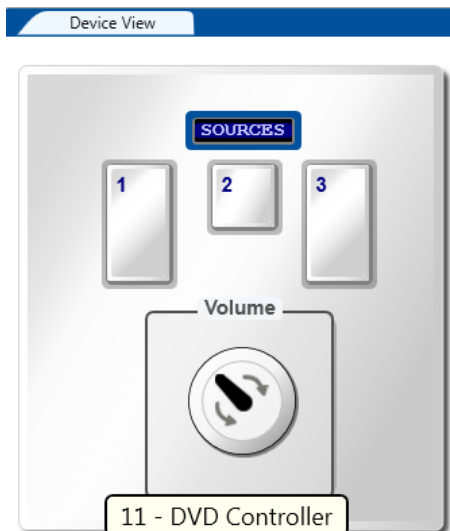 Device View
SOURCES
1 2 3
Volume
11 - DVD Controller